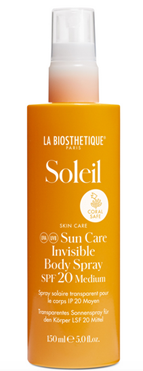 LA BIOSTHETIQUE®
PARIS
Soleil
CORAL
SAFE
SKIN CARE
UVA UVB Sun Care
Invisible
Body Spray
SPF 20 Medium
Spray solaire transparent pour
le corps IP 20 Moyen
Transparentes Sonnenspray für
den Körper LSF 20 Mittel
150 ml ℮ 5.0 fl.oz.